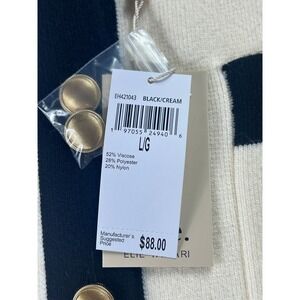 EH421043 BLACK/CREAM
1 97055 24940 6
L/G
52% Viscose
28% Polyester
20% Nylon
Manufacturer's
Suggested
Price $88.00
ELIE TAHARI